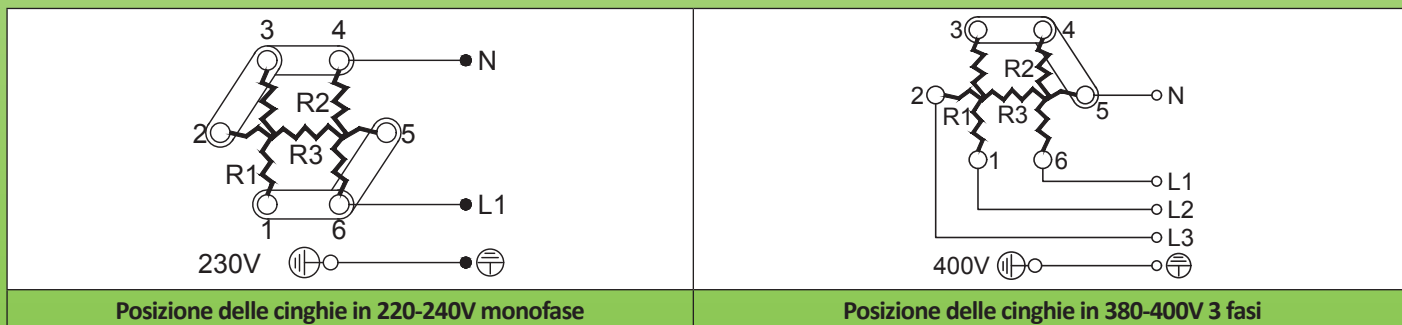 3 4
N
R2
2 5
R3
R1
L1
1 6
230V
Posizione delle cinghie in 220-240V monofase
3 4
R2
2 5 N
R1 R3
1 6
L1
L2
L3
400V
Posizione delle cinghie in 380-400V 3 fasi